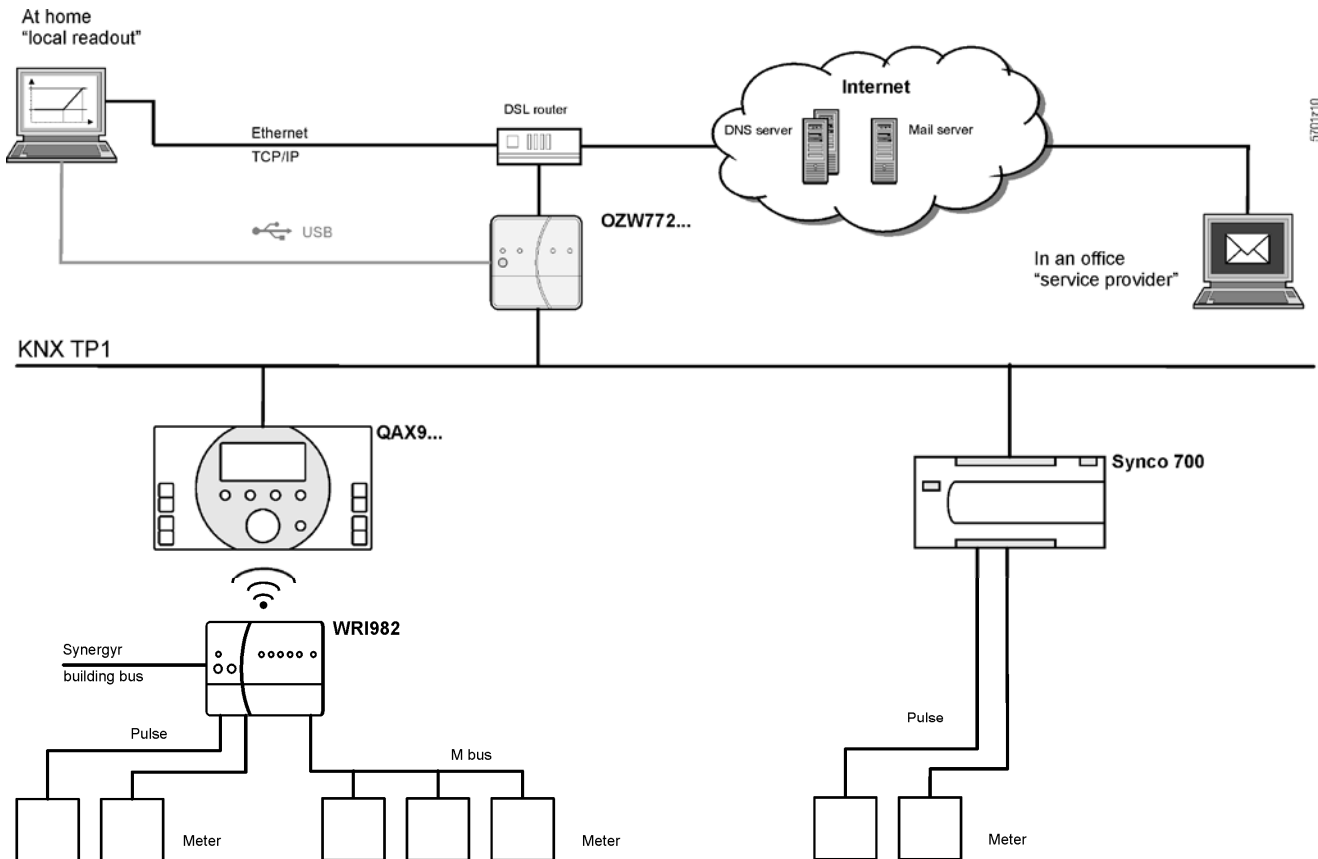 At home
“local readout”
Ethernet
TCP/IP
DSL router
Internet
DNS server
Mail server
5701z10
USB
OZW772...
In an office
“service provider”
KNX TP1
QAX9...
Synco 700
WRI982
Synergyr
building bus
Pulse
M bus
Pulse
Meter
Meter
Meter